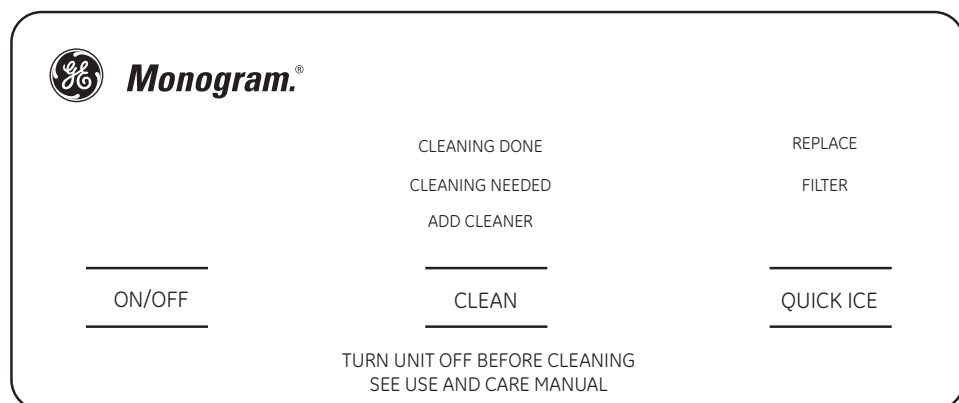 GE Monogram.®
CLEANING DONE
REPLACE
CLEANING NEEDED
FILTER
ADD CLEANER
ON/OFF
CLEAN
QUICK ICE
TURN UNIT OFF BEFORE CLEANING
SEE USE AND CARE MANUAL